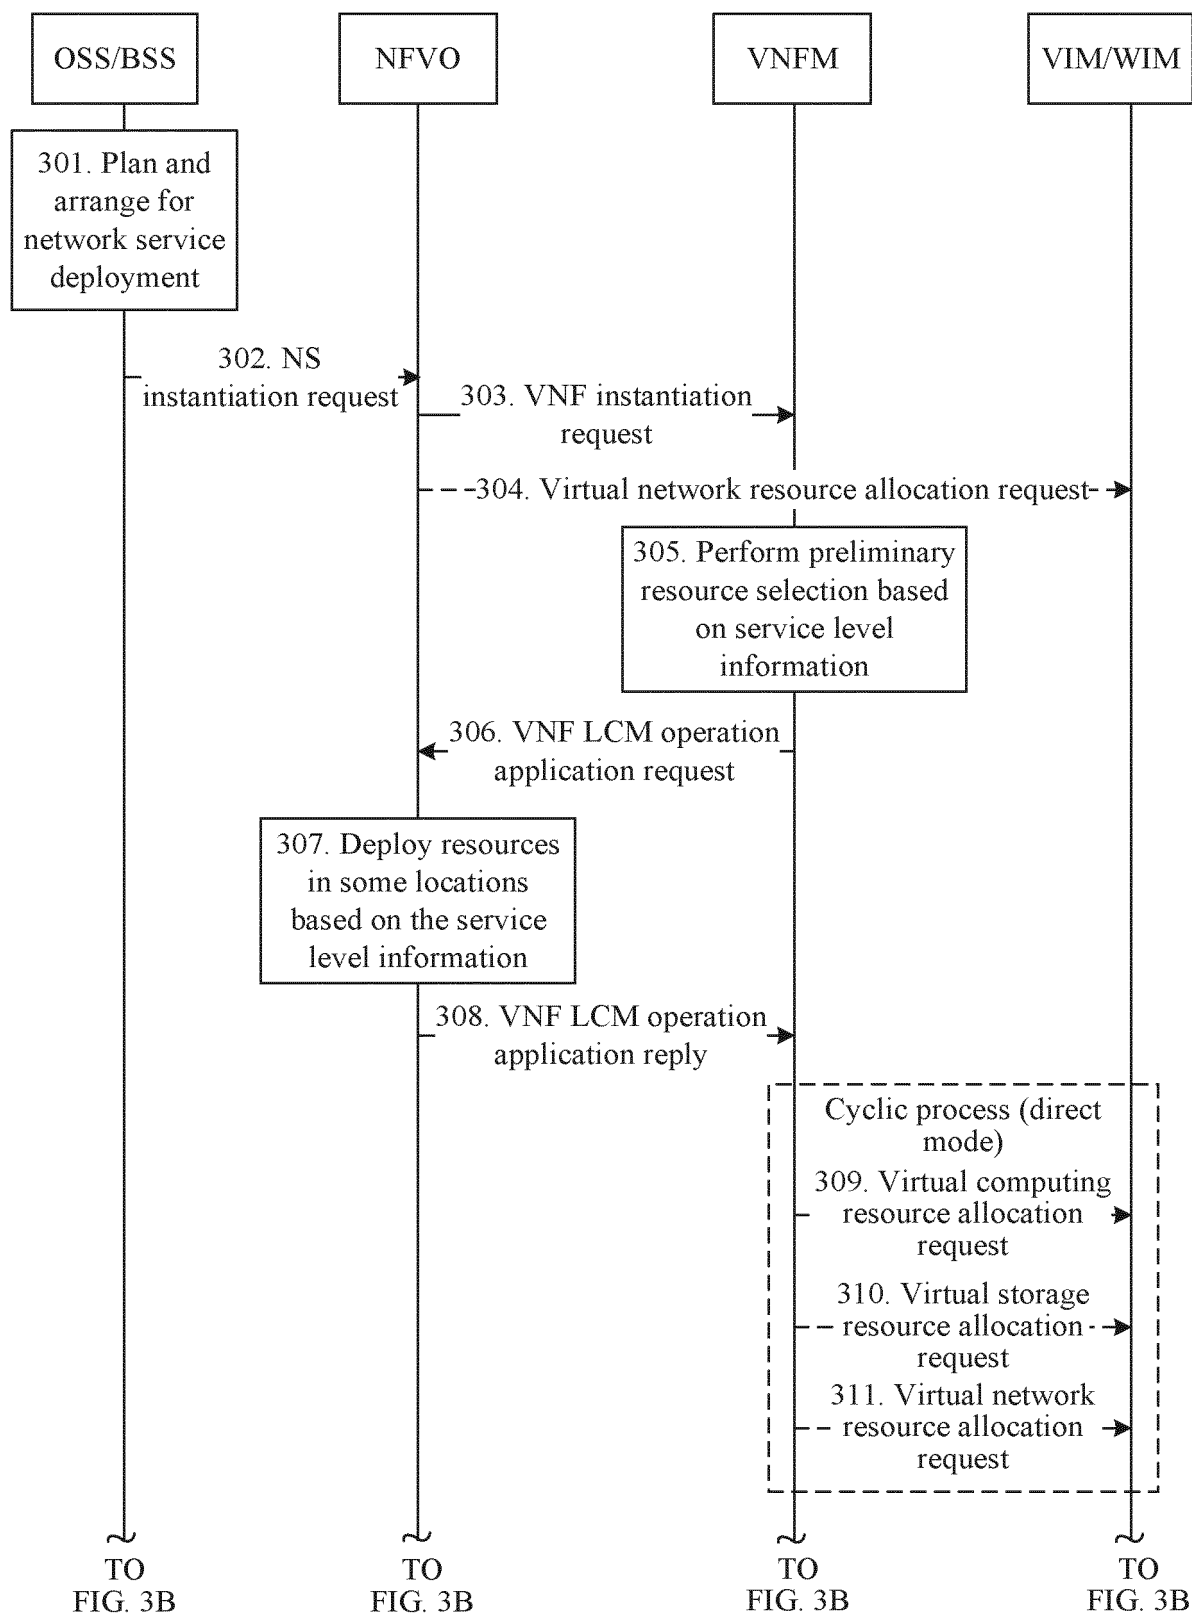 OSS/BSS
NFVO
VNFM
VIM/WIM
301. Plan and
arrange for
network service
deployment
302. NS
instantiation request
303. VNF instantiation
request
304. Virtual network resource allocation request
305. Perform preliminary
resource selection based
on service level
information
306. VNF LCM operation
application request
307. Deploy resources
in some locations
based on the service
level information
308. VNF LCM operation
application reply
Cyclic process (direct
mode)
309. Virtual computing
resource allocation
request
310. Virtual storage
resource allocation
request
311. Virtual network
resource allocation
request
TO
FIG. 3B
TO
FIG. 3B
TO
FIG. 3B
TO
FIG. 3B